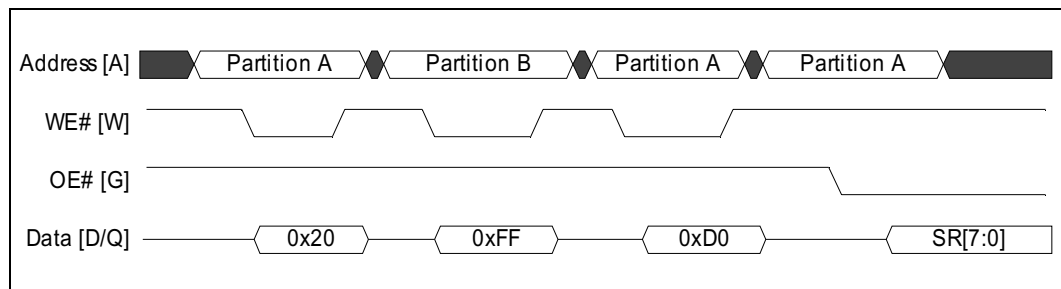 Address [A] Partition A Partition B Partition A Partition A
WE# [W]
OE# [G]
Data [D/Q] 0x20 0xFF 0xD0 SR[7:0]